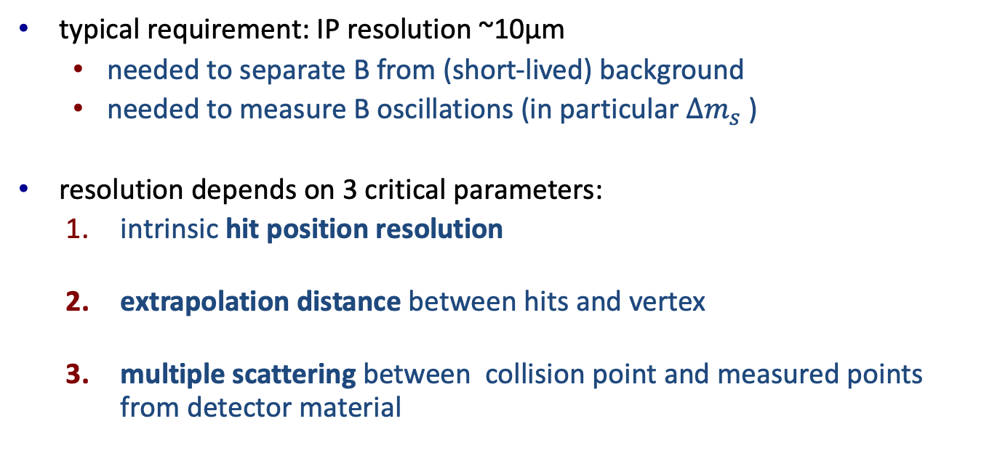 • typical requirement: IP resolution ~10μm
• needed to separate B from (short-lived) background
• needed to measure B oscillations (in particular Δmₛ )
• resolution depends on 3 critical parameters:
1. intrinsic hit position resolution
2. extrapolation distance between hits and vertex
3. multiple scattering between  collision point and measured points
from detector material